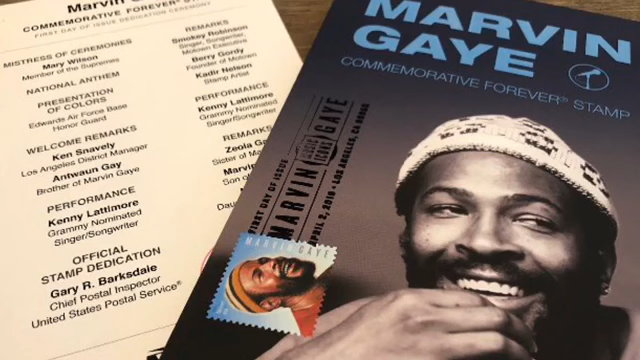 Marvin G
COMMEMORATIVE FOREVER® STAMP
FIRST DAY OF ISSUE DEDICATION CEREMONY
MISTRESS OF CEREMONIES
Mary Wilson
Member of the Supremes
NATIONAL ANTHEM
PRESENTATION
OF COLORS
Edwards Air Force Base
Honor Guard
WELCOME REMARKS
Ken Snavely
Los Angeles District Manager
Antwaun Gay
Brother of Marvin Gaye
PERFORMANCE
Kenny Lattimore
Grammy Nominated
Singer/Songwriter
OFFICIAL
STAMP DEDICATION
Gary R. Barksdale
Chief Postal Inspector
United States Postal Service®
REMARKS
Smokey Robinson
Singer, Songwriter,
Motown Executive
Berry Gordy
Founder of Motown
Kadir Nelson
Stamp Artist
PERFORMANCE
Kenny Lattimore
Grammy Nominated
Singer/Songwriter
REMARKS
Zeola Ga
Sister of Ma
Marvi
Son of
Dau
MARVIN
GAYE
COMMEMORATIVE FOREVER® STAMP
FIRST DAY OF ISSUE
MARVIN
MUSIC ICONS
GAYE
APRIL 2, 2019 • LOS ANGELES, CA 90052
MARVIN GAYE